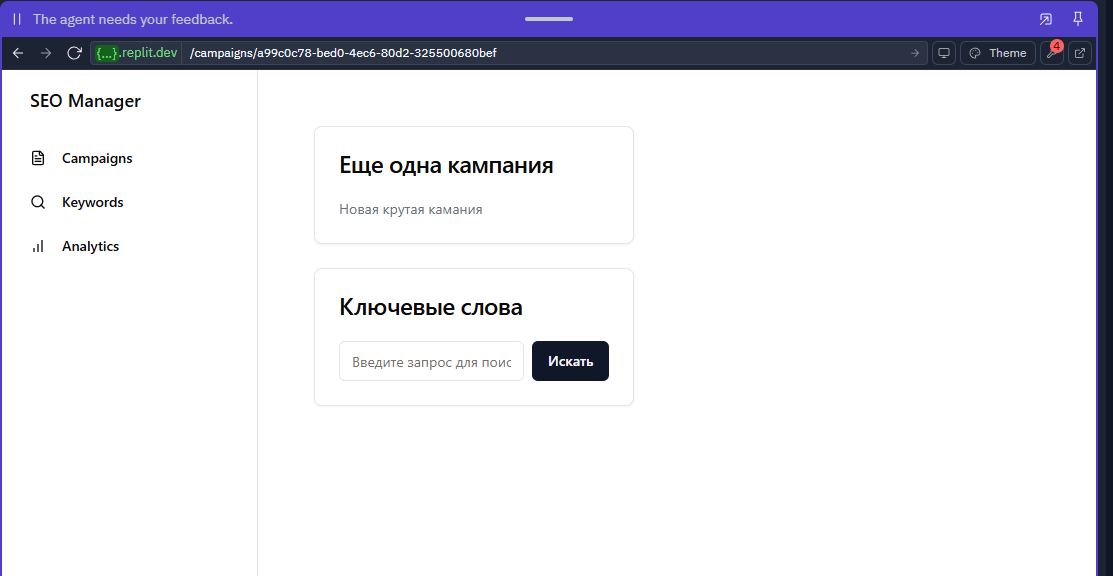 The agent needs your feedback.
{...}.replit.dev /campaigns/a99c0c78-bed0-4ec6-80d2-325500680bef
Theme
4
SEO Manager
Campaigns
Keywords
Analytics
Еще одна кампания
Новая крутая камания
Ключевые слова
Введите запрос для поис
Искать